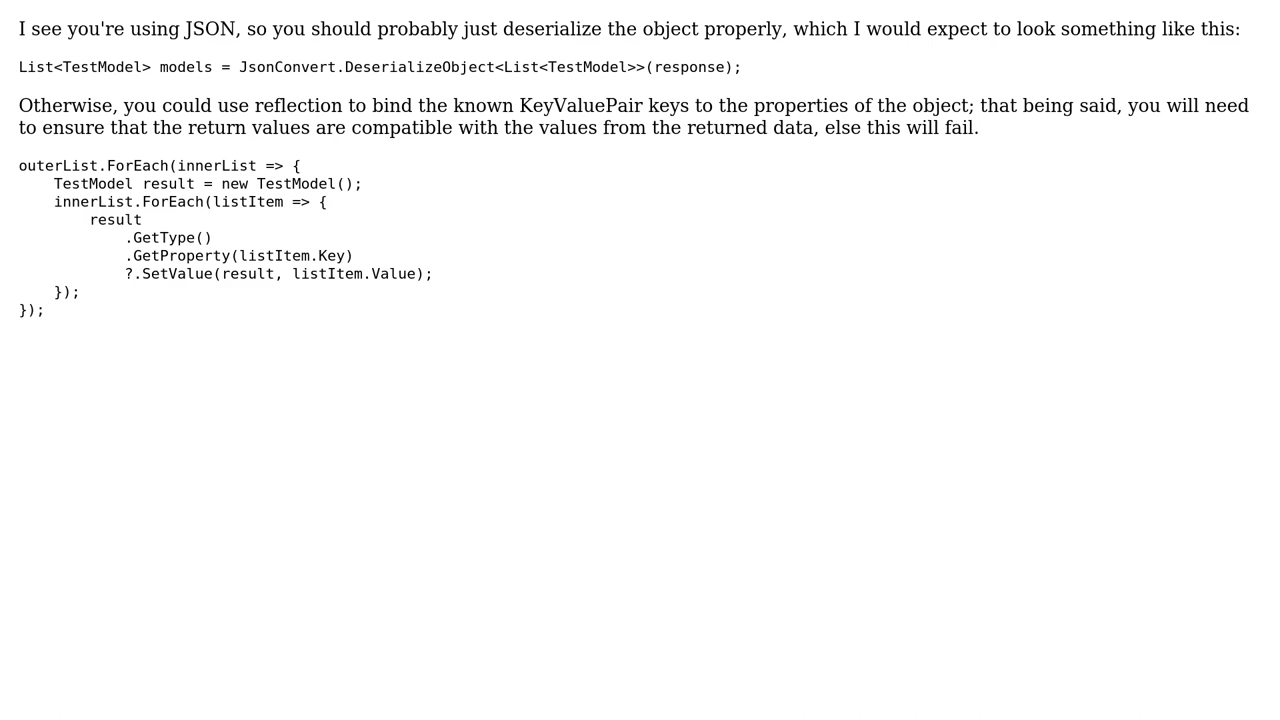 I see you're using JSON, so you should probably just deserialize the object properly, which I would expect to look something like this:
List<TestModel> models = JsonConvert.DeserializeObject<List<TestModel>>(response);
Otherwise, you could use reflection to bind the known KeyValuePair keys to the properties of the object; that being said, you will need
to ensure that the return values are compatible with the values from the returned data, else this will fail.
outerList.ForEach(innerList => {
    TestModel result = new TestModel();
    innerList.ForEach(listItem => {
        result
            .GetType()
            .GetProperty(listItem.Key)
            ?.SetValue(result, listItem.Value);
    });
});